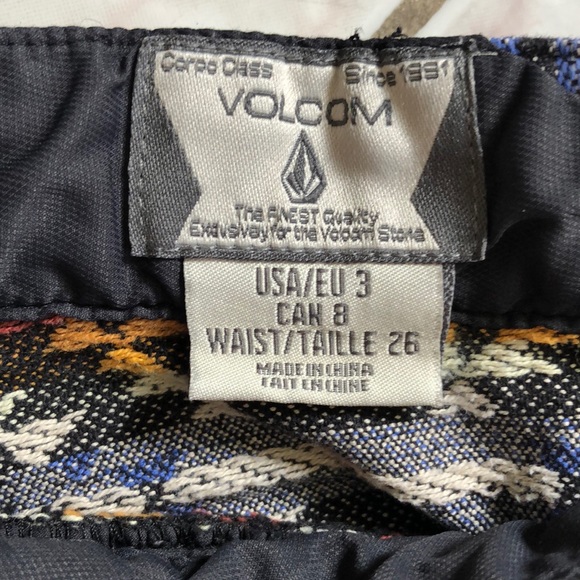 Corpo Class Since 1991
VOLCOM
The FINEST Quality
Exclusively for the Volcom Stone
USA/EU 3
CAN 8
WAIST/TAILLE 26
MADE IN CHINA
FAIT EN CHINE